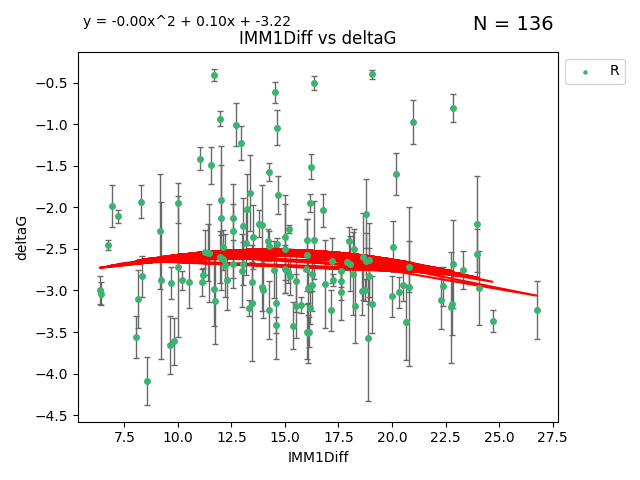 y = -0.00x^2 + 0.10x + -3.22
N = 136
IMM1Diff vs deltaG
R
−0.5
−1.0
−1.5
−2.0
−2.5
−3.0
−3.5
−4.0
−4.5
deltaG
7.5 10.0 12.5 15.0 17.5 20.0 22.5 25.0 27.5
IMM1Diff